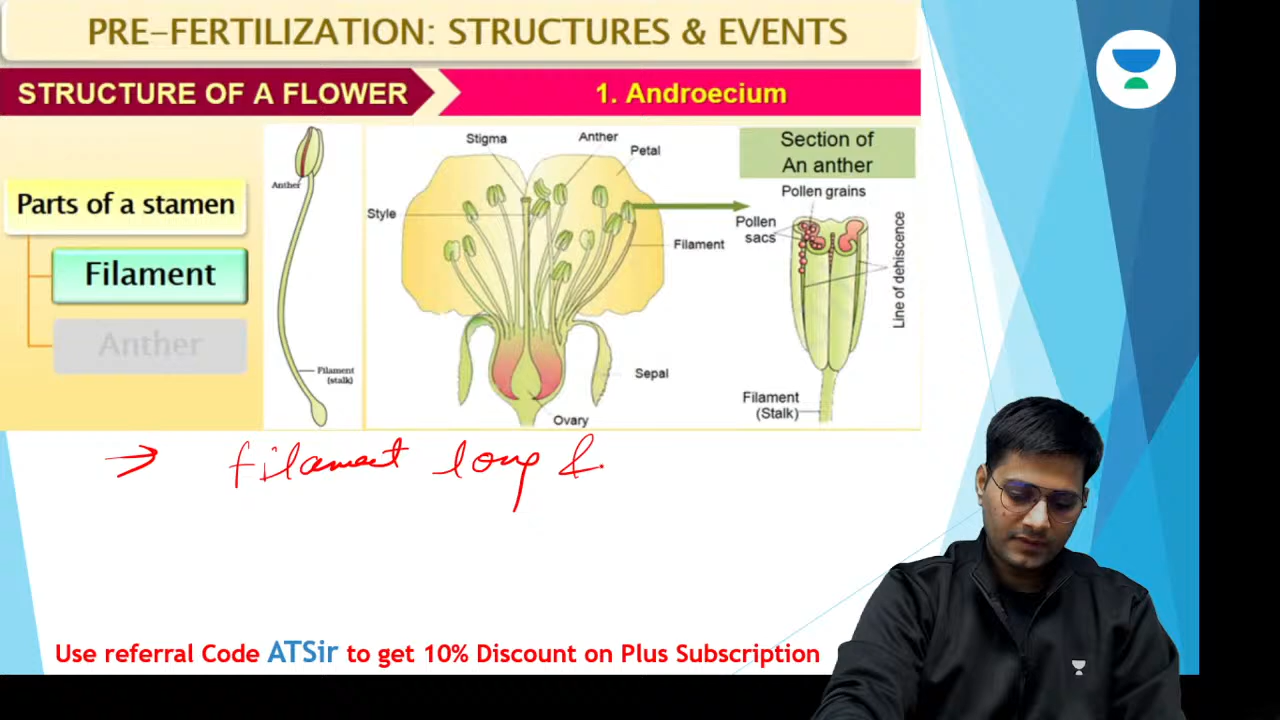 PRE-FERTILIZATION: STRUCTURES & EVENTS
STRUCTURE OF A FLOWER
1. Androecium
Parts of a stamen
Filament
Anther
Anther
Filament
(stalk)
Stigma
Anther
Petal
Style
Filament
Sepal
Ovary
Section of
An anther
Pollen grains
Pollen
sacs
Line of dehiscence
Filament
(Stalk)
→ filament long &
Use referral Code ATSir to get 10% Discount on Plus Subscription